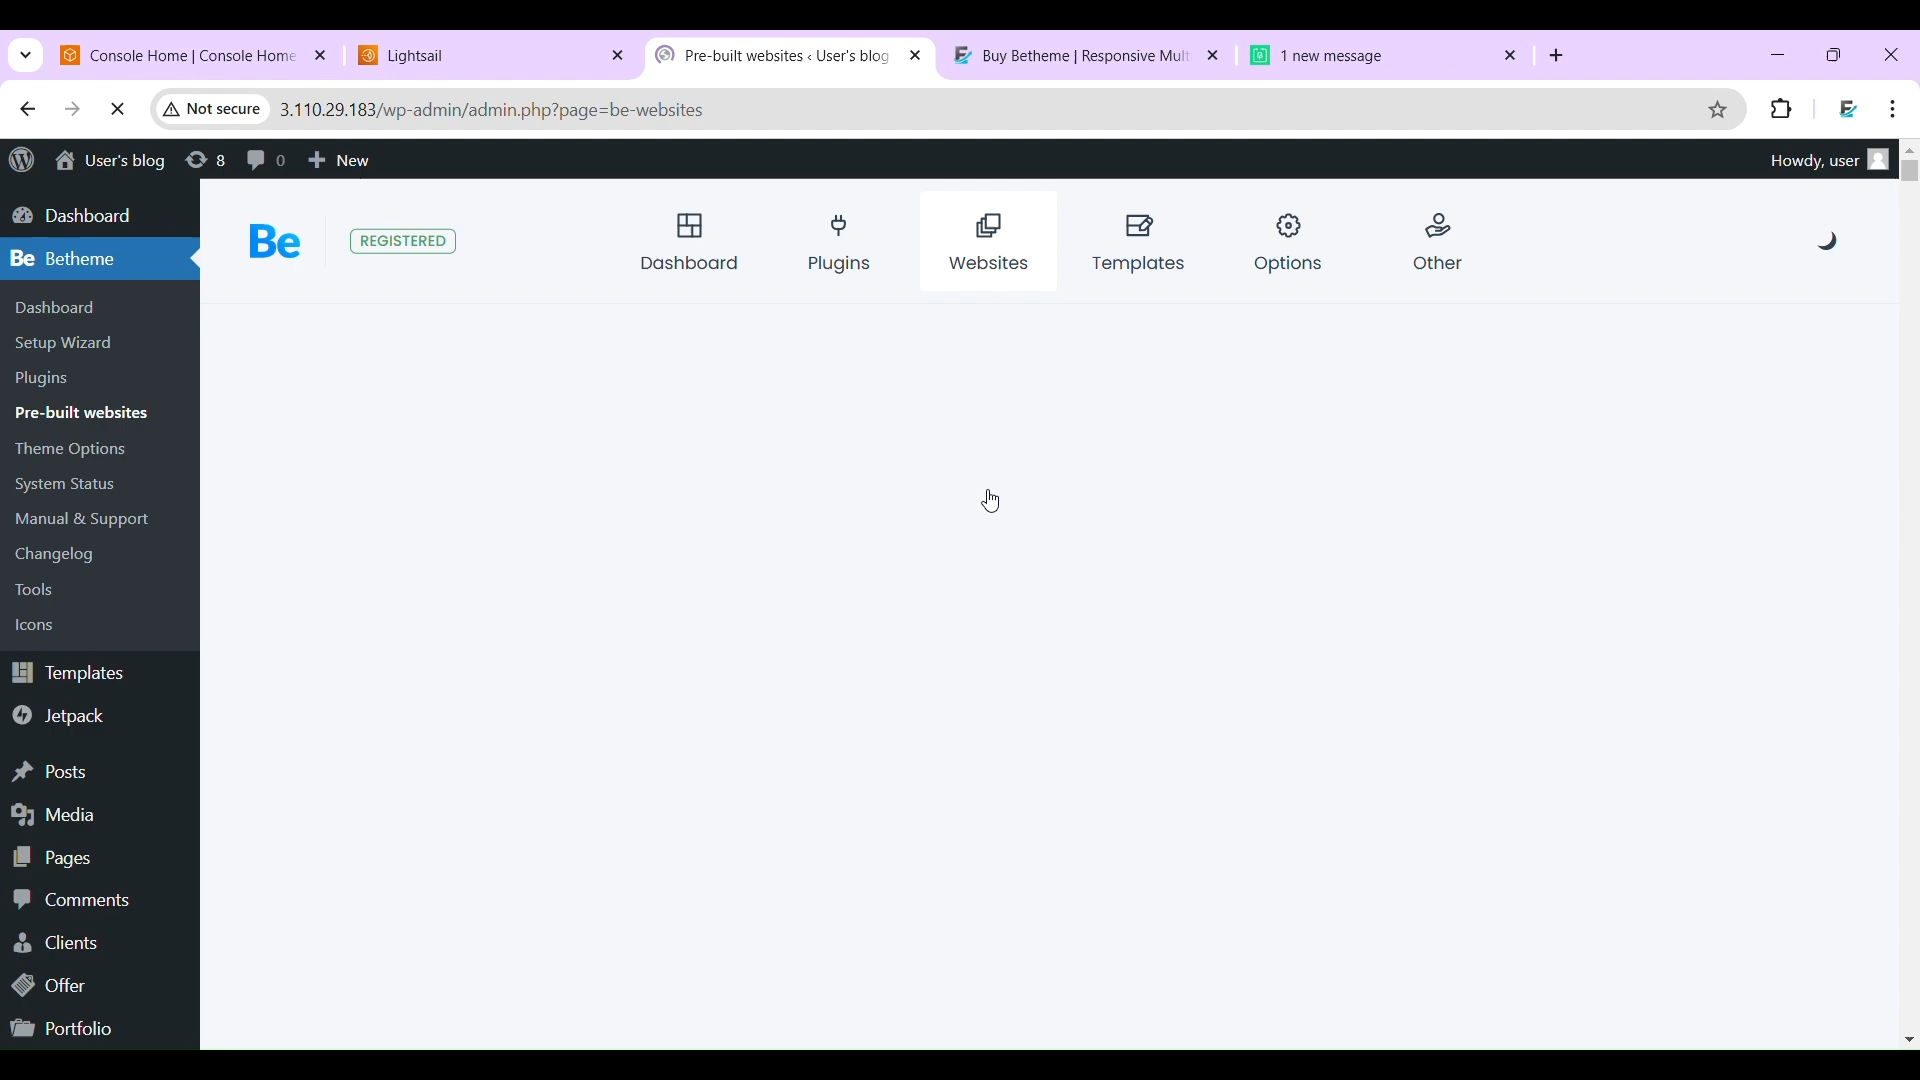 Console Home | Console Home
Lightsail
Pre-built websites ‹ User's blog
Buy Betheme | Responsive Mult
1 new message
Not secure
3.110.29.183/wp-admin/admin.php?page=be-websites
User's blog
8
0
New
Howdy, user
Dashboard
Be Betheme
Dashboard
Setup Wizard
Plugins
Pre-built websites
Theme Options
System Status
Manual & Support
Changelog
Tools
Icons
Templates
Jetpack
Posts
Media
Pages
Comments
Clients
Offer
Portfolio
Be
REGISTERED
Dashboard
Plugins
Websites
Templates
Options
Other